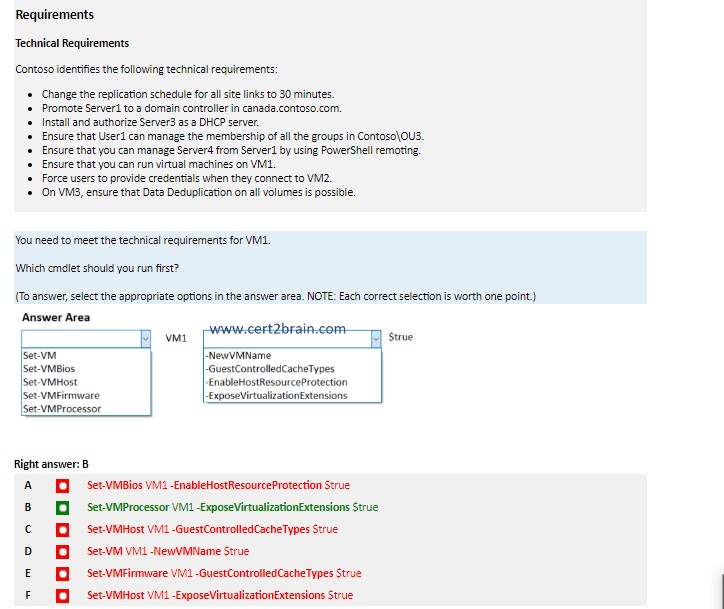 Requirements
Technical Requirements
Contoso identifies the following technical requirements:
• Change the replication schedule for all site links to 30 minutes.
• Promote Server1 to a domain controller in canada.contoso.com.
• Install and authorize Server3 as a DHCP server.
• Ensure that User1 can manage the membership of all the groups in Contoso\OU3.
• Ensure that you can manage Server4 from Server1 by using PowerShell remoting.
• Ensure that you can run virtual machines on VM1.
• Force users to provide credentials when they connect to VM2.
• On VM3, ensure that Data Deduplication on all volumes is possible.
You need to meet the technical requirements for VM1.
Which cmdlet should you run first?
(To answer, select the appropriate options in the answer area. NOTE: Each correct selection is worth one point.)
Answer Area
www.cert2brain.com
VM1 $true
Set-VM
Set-VMBios
Set-VMHost
Set-VMFirmware
Set-VMProcessor
-NewVMName
-GuestControlledCacheTypes
-EnableHostResourceProtection
-ExposeVirtualizationExtensions
Right answer: B
A Set-VMBios VM1 -EnableHostResourceProtection $true
B Set-VMProcessor VM1 -ExposeVirtualizationExtensions $true
C Set-VMHost VM1 -GuestControlledCacheTypes $true
D Set-VM VM1 -NewVMName $true
E Set-VMFirmware VM1 -GuestControlledCacheTypes $true
F Set-VMHost VM1 -ExposeVirtualizationExtensions $true